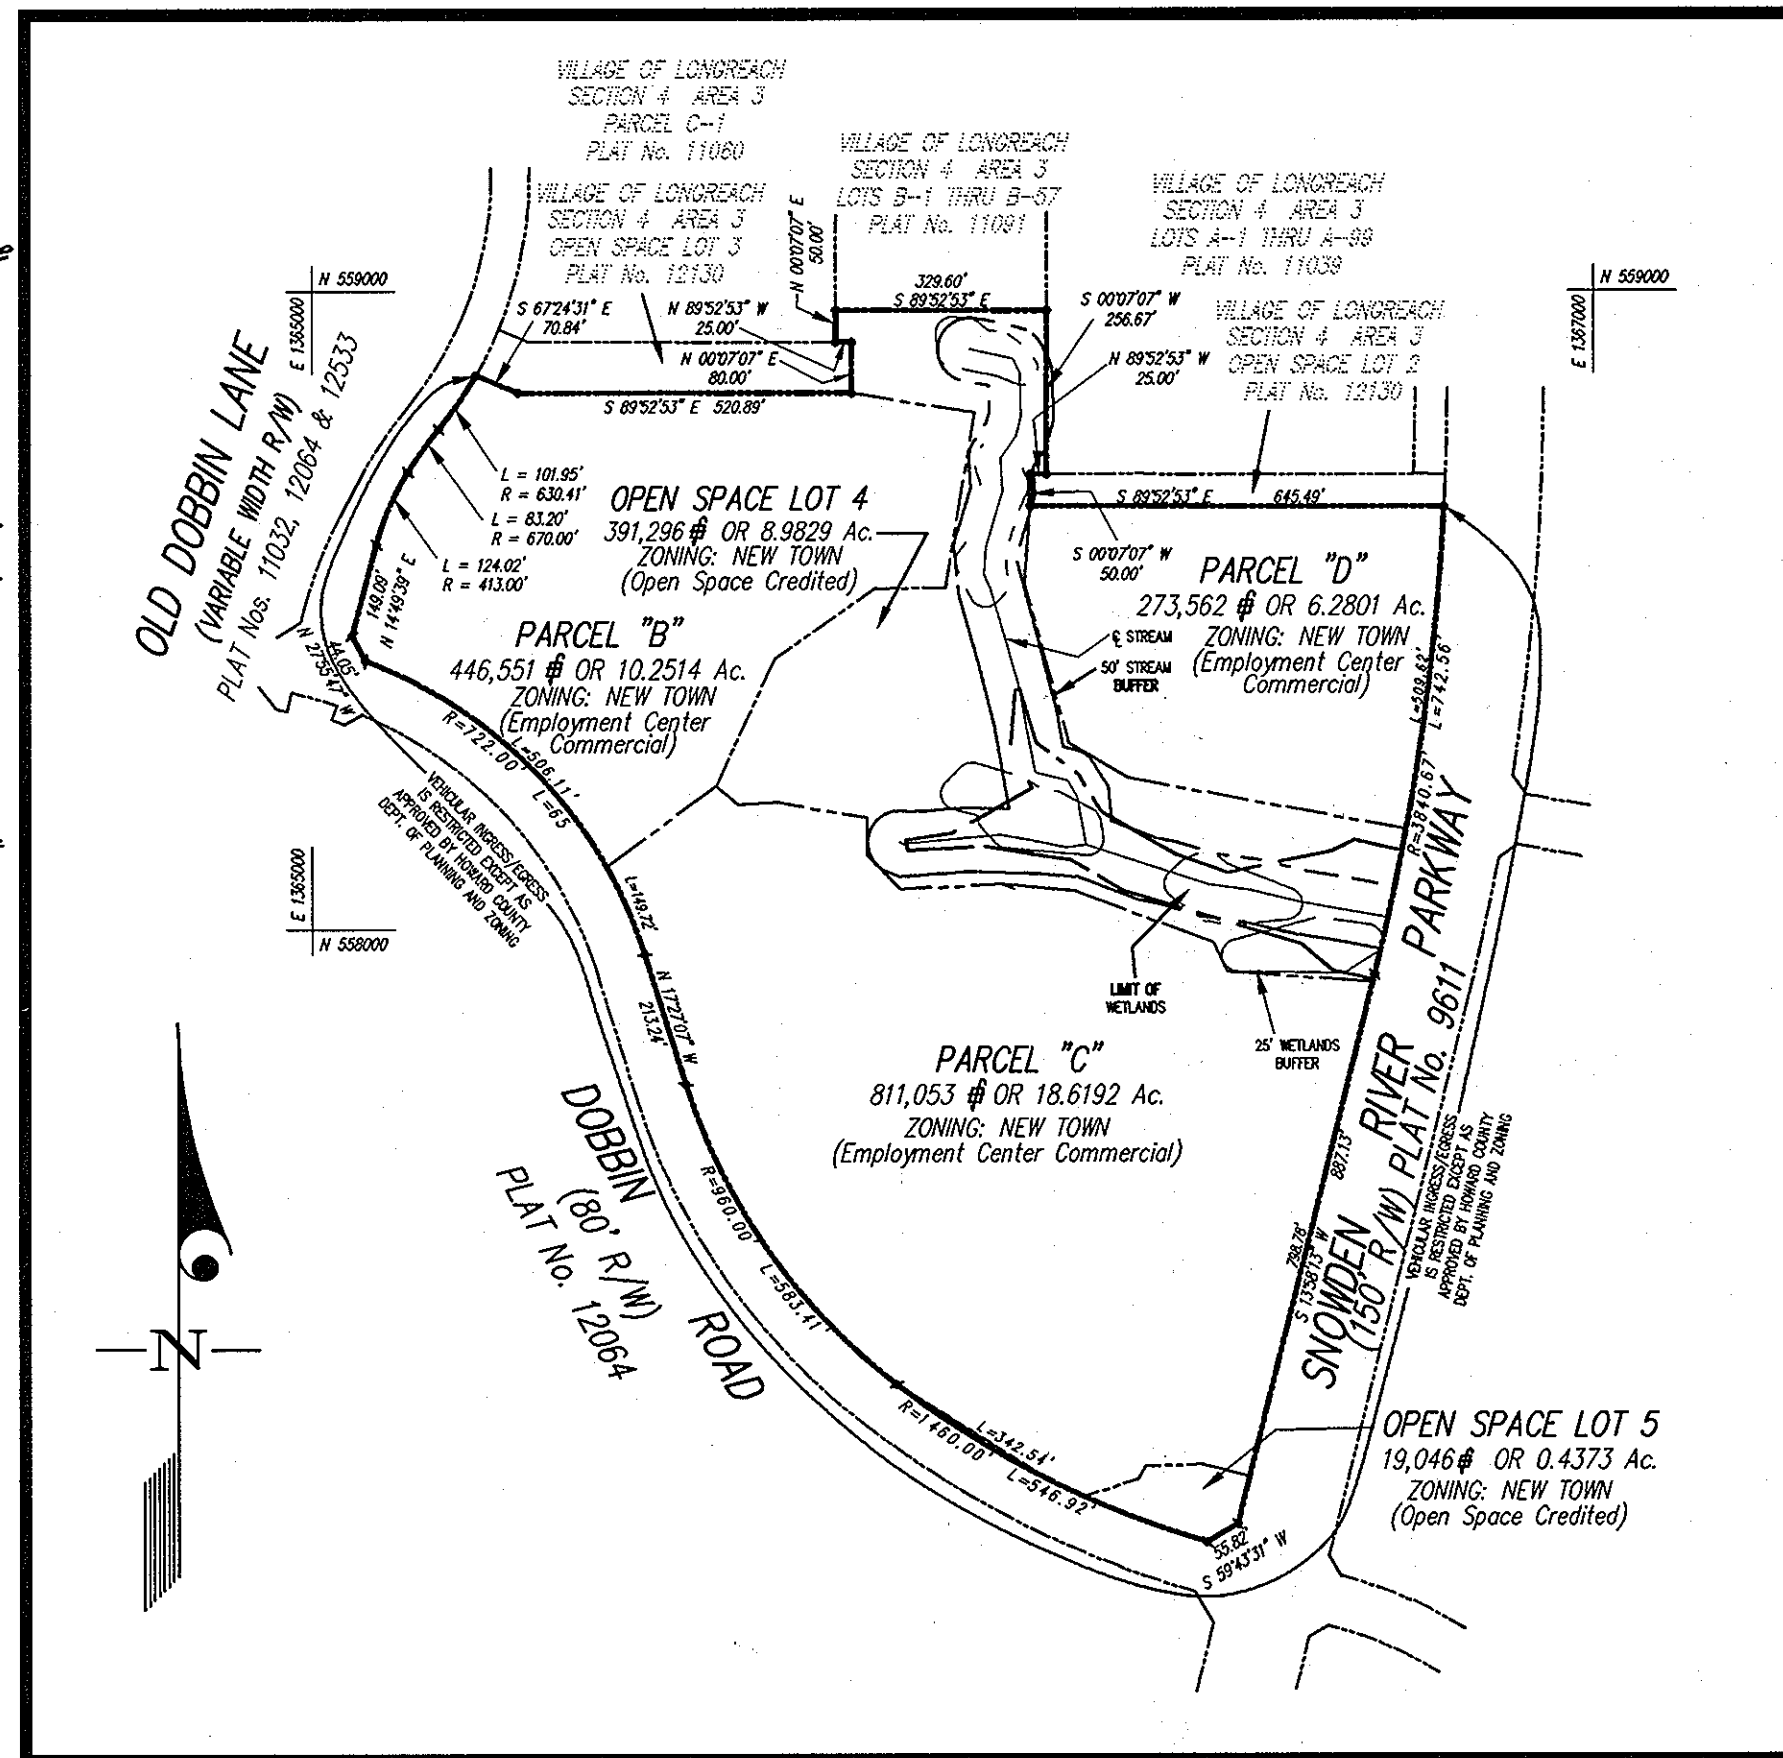 VILLAGE OF LONGREACH
SECTION 4 AREA 3
PARCEL C-1
PLAT No. 11060
VILLAGE OF LONGREACH
SECTION 4 AREA 3
LOTS B-1 THRU B-57
PLAT No. 11091
VILLAGE OF LONGREACH
SECTION 4 AREA 3
LOTS A-1 THRU A-99
PLAT No. 11039
VILLAGE OF LONGREACH
SECTION 4 AREA 3
OPEN SPACE LOT 3
PLAT No. 12130
VILLAGE OF LONGREACH
SECTION 4 AREA 3
OPEN SPACE LOT 2
PLAT No. 12130
N 559000
E 1365000
N 559000
E 1367000
N 00°07'07" E
50.00'
329.60'
S 89°52'53" E
S 67°24'31" E
70.84'
N 89°52'53" W
25.00'
N 00°07'07" E
80.00'
S 89°52'53" E 520.89'
S 00°07'07" W
256.67'
N 89°52'53" W
25.00'
S 89°52'53" E 645.49'
S 00°07'07" W
50.00'
OLD DOBBIN LANE
(VARIABLE WIDTH R/W)
PLAT Nos. 11032, 12064 & 12533
L = 101.95'
R = 630.41'
L = 83.20'
R = 670.00'
L = 124.02'
R = 413.00'
149.09'
N 14°49'39" E
44.05'
N 27°55'47" W
OPEN SPACE LOT 4
391,296 ⌗ OR 8.9829 Ac.
ZONING: NEW TOWN
(Open Space Credited)
PARCEL "B"
446,551 ⌗ OR 10.2514 Ac.
ZONING: NEW TOWN
(Employment Center
Commercial)
PARCEL "D"
273,562 ⌗ OR 6.2801 Ac.
ZONING: NEW TOWN
(Employment Center
Commercial)
℄ STREAM
50' STREAM
BUFFER
L=509.62'
L=742.56'
R=3840.67'
R=722.00'
L=506.11'
L=65
VEHICULAR INGRESS/EGRESS
IS RESTRICTED EXCEPT AS
APPROVED BY HOWARD COUNTY
DEPT. OF PLANNING AND ZONING
E 1365000
N 558000
L=149.72'
N 17°27'07" W
213.24'
LIMIT OF
WETLANDS
25' WETLANDS
BUFFER
PARCEL "C"
811,053 ⌗ OR 18.6192 Ac.
ZONING: NEW TOWN
(Employment Center Commercial)
SNOWDEN RIVER PARKWAY
(150' R/W) PLAT No. 9611
887.13'
798.78'
S 13°58'13" W
VEHICULAR INGRESS/EGRESS
IS RESTRICTED EXCEPT AS
APPROVED BY HOWARD COUNTY
DEPT. OF PLANNING AND ZONING
DOBBIN ROAD
(80' R/W)
PLAT No. 12064
R=960.00'
L=583.41'
R=1460.00'
L=342.54'
L=546.92'
55.82'
S 59°43'31" W
OPEN SPACE LOT 5
19,046 ⌗ OR 0.4373 Ac.
ZONING: NEW TOWN
(Open Space Credited)
N